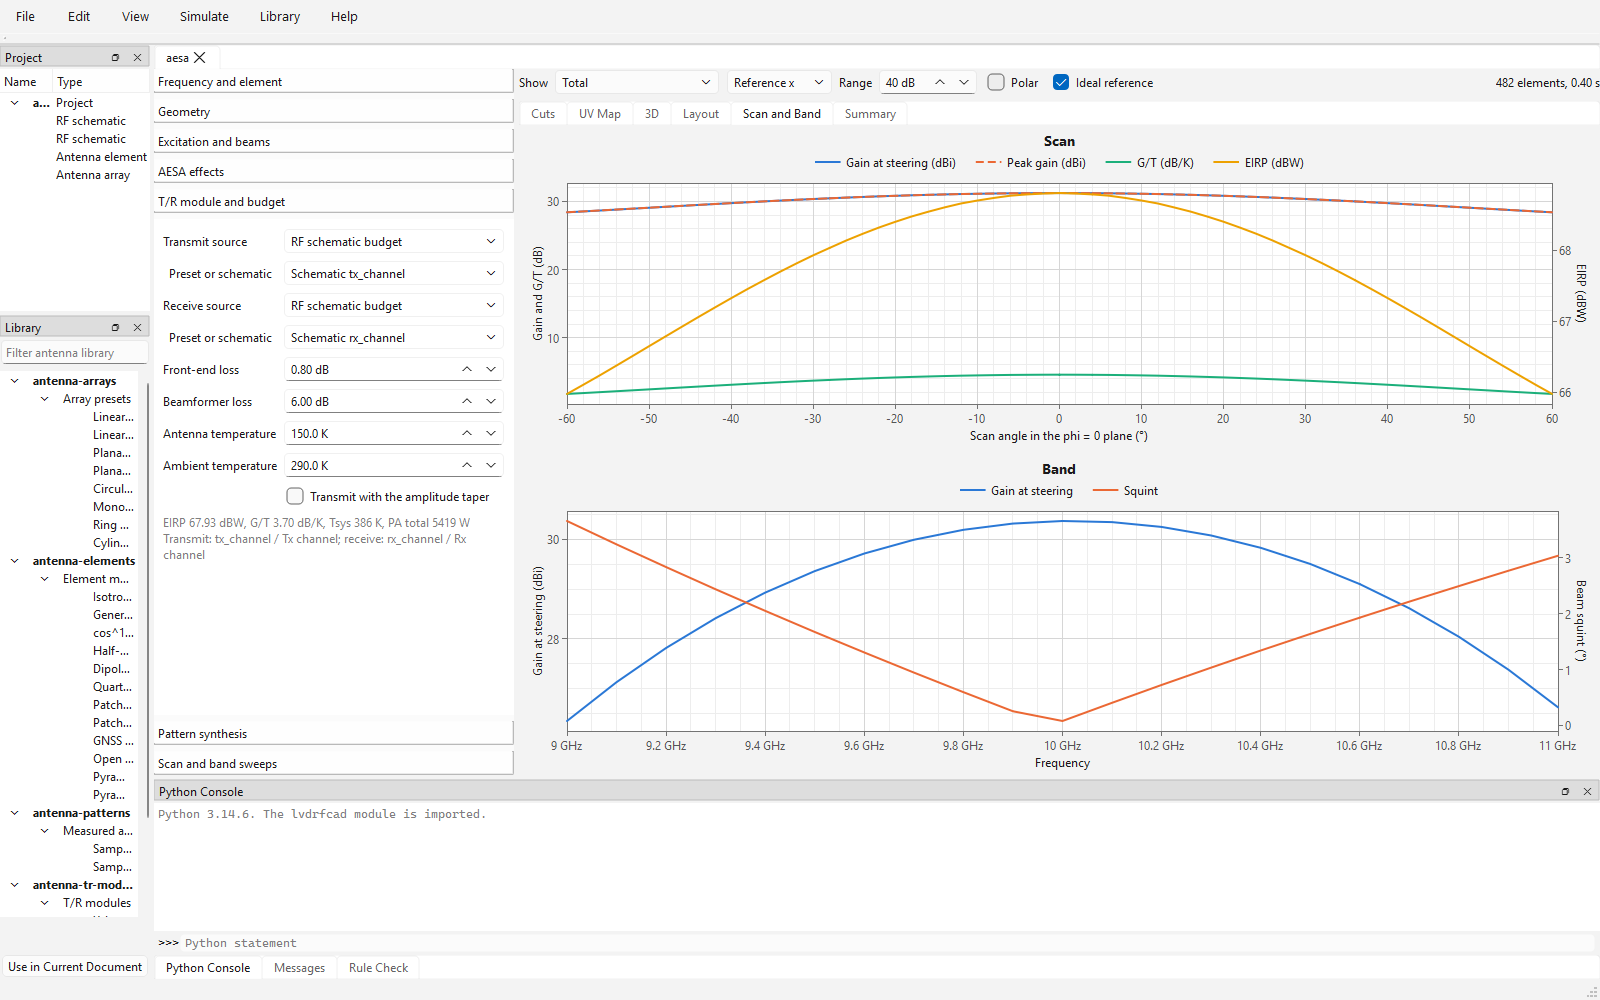 File Edit View Simulate Library Help
Project
Name Type
a... Project
RF schematic
RF schematic
Antenna element
Antenna array
Library
Filter antenna library
antenna-arrays
Array presets
Linear...
Linear...
Plana...
Plana...
Circul...
Mono...
Ring ...
Cylin...
antenna-elements
Element m...
Isotro...
Gener...
cos^1...
Half-...
Dipol...
Quart...
Patch...
Patch...
GNSS ...
Open ...
Pyra...
Pyra...
antenna-patterns
Measured a...
Samp...
Samp...
antenna-tr-mod...
T/R modules
Use in Current Document
aesa
Frequency and element
Geometry
Excitation and beams
AESA effects
T/R module and budget
Transmit source RF schematic budget
Preset or schematic Schematic tx_channel
Receive source RF schematic budget
Preset or schematic Schematic rx_channel
Front-end loss 0.80 dB
Beamformer loss 6.00 dB
Antenna temperature 150.0 K
Ambient temperature 290.0 K
Transmit with the amplitude taper
EIRP 67.93 dBW, G/T 3.70 dB/K, Tsys 386 K, PA total 5419 W
Transmit: tx_channel / Tx channel; receive: rx_channel / Rx
channel
Pattern synthesis
Scan and band sweeps
Show Total Reference x Range 40 dB Polar Ideal reference 482 elements, 0.40 s
Cuts UV Map 3D Layout Scan and Band Summary
Scan
Gain at steering (dBi) Peak gain (dBi) G/T (dB/K) EIRP (dBW)
Gain and G/T (dB)
30
20
10
EIRP (dBW)
68
67
66
-60 -50 -40 -30 -20 -10 0 10 20 30 40 50 60
Scan angle in the phi = 0 plane (°)
Band
Gain at steering Squint
Gain at steering (dBi)
30
28
Beam squint (°)
3
2
1
0
9 GHz 9.2 GHz 9.4 GHz 9.6 GHz 9.8 GHz 10 GHz 10.2 GHz 10.4 GHz 10.6 GHz 10.8 GHz 11 GHz
Frequency
Python Console
Python 3.14.6. The lvdrfcad module is imported.
>>> Python statement
Python Console Messages Rule Check